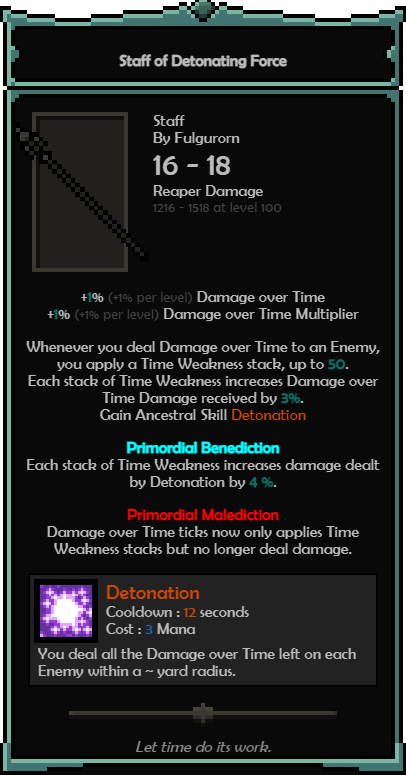 Staff of Detonating Force
Staff
By Fulgurorn
16 - 18
Reaper Damage
1216 - 1518 at level 100
+1% (+1% per level) Damage over Time
+1% (+1% per level) Damage over Time Multiplier
Whenever you deal Damage over Time to an Enemy,
you apply a Time Weakness stack, up to 50.
Each stack of Time Weakness increases Damage over
Time Damage received by 3%.
Gain Ancestral Skill Detonation
Primordial Benediction
Each stack of Time Weakness increases damage dealt
by Detonation by 4 %.
Primordial Malediction
Damage over Time ticks now only applies Time
Weakness stacks but no longer deal damage.
Detonation
Cooldown : 12 seconds
Cost : 3 Mana
You deal all the Damage over Time left on each
Enemy within a ~ yard radius.
Let time do its work.